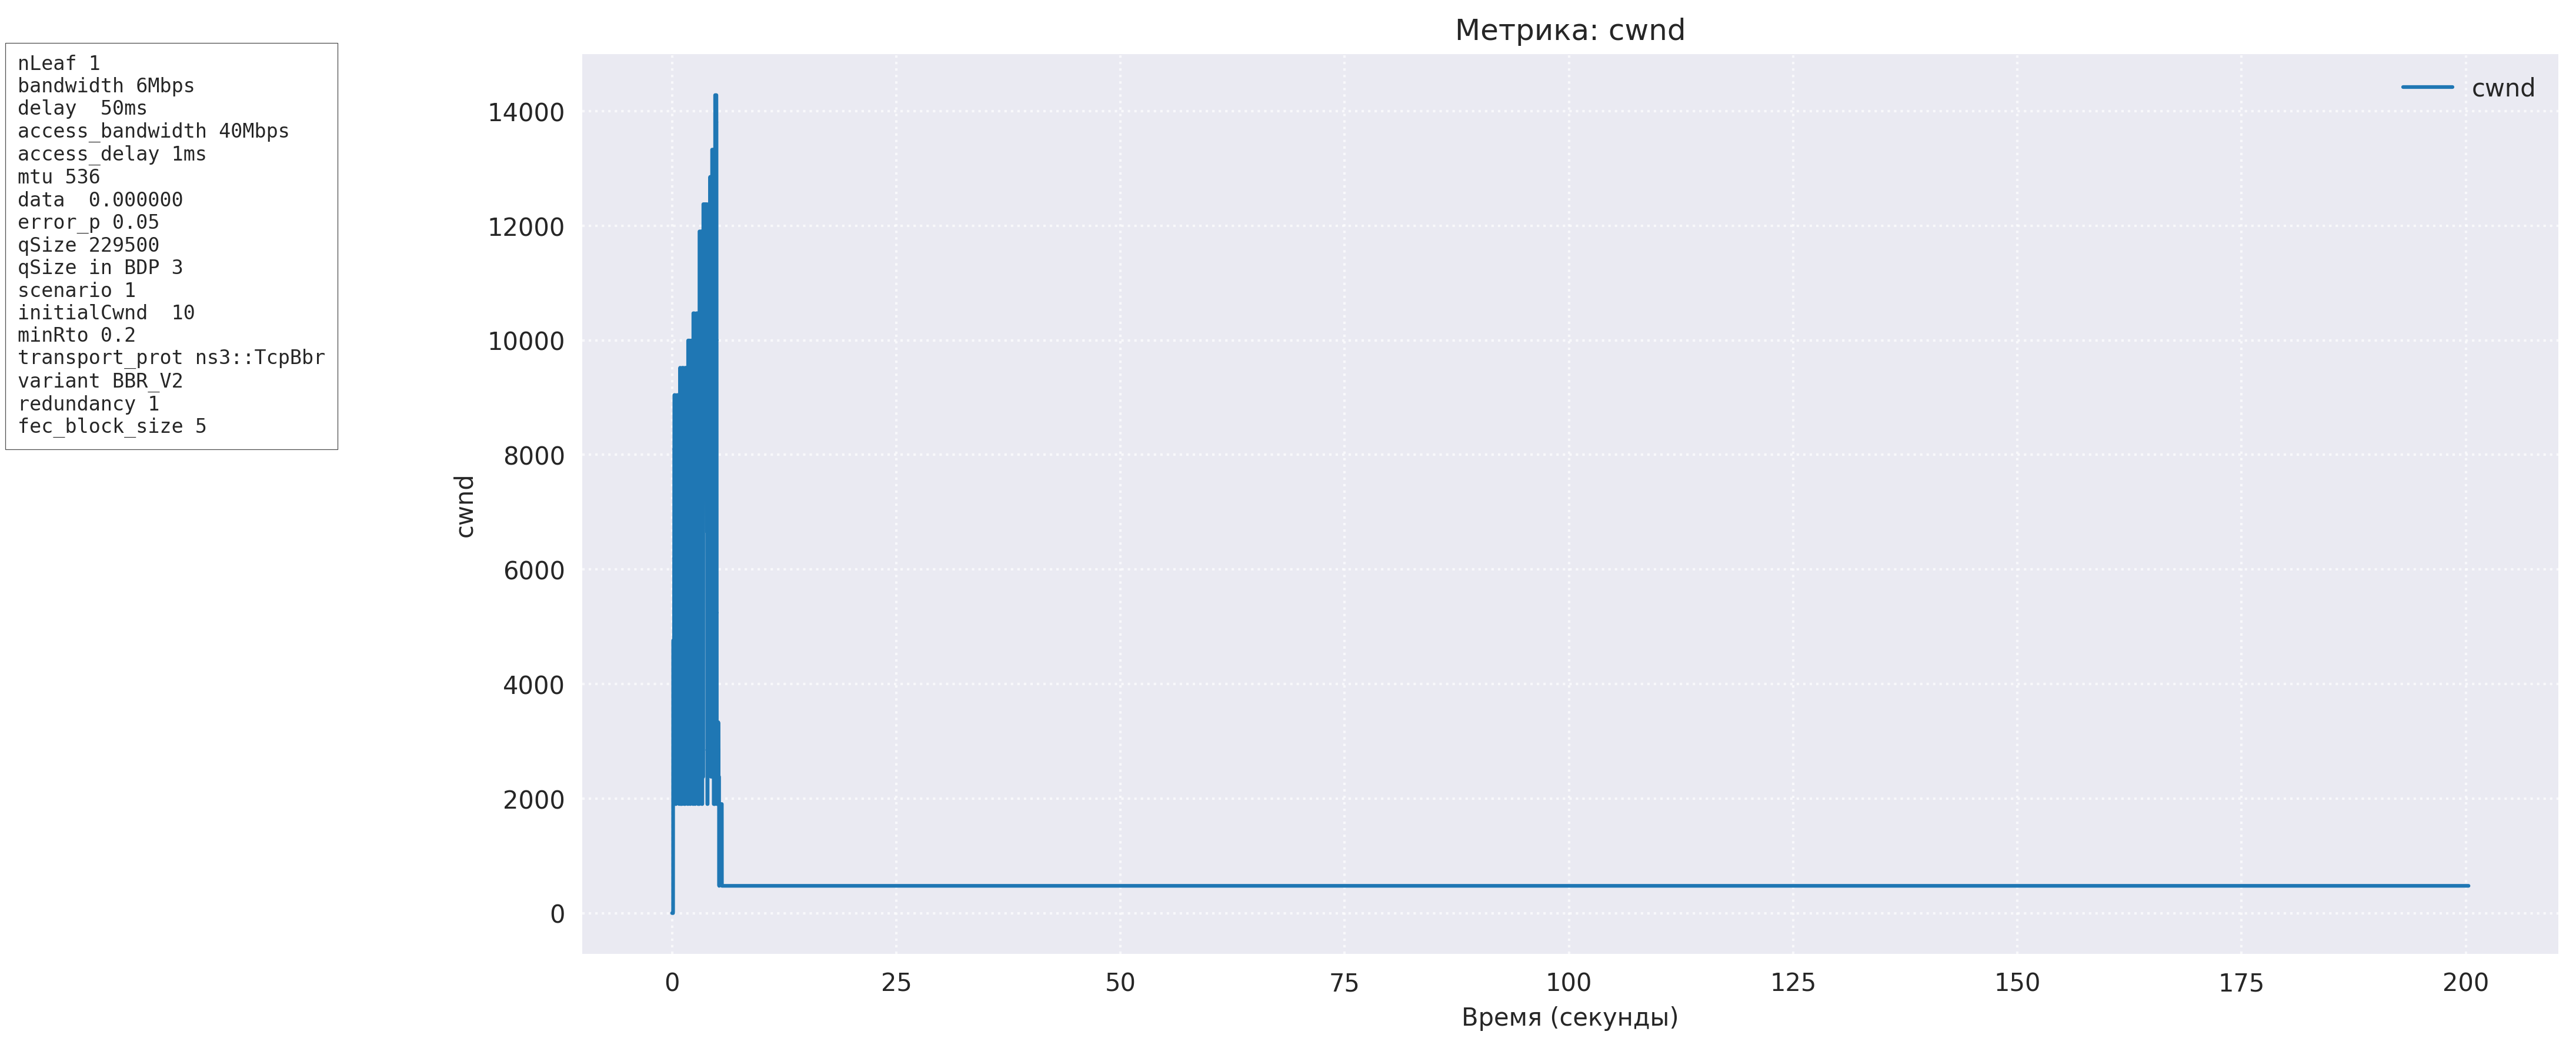 Метрика: cwnd
nLeaf 1
bandwidth 6Mbps
delay  50ms
access_bandwidth 40Mbps
access_delay 1ms
mtu 536
data  0.000000
error_p 0.05
qSize 229500
qSize in BDP 3
scenario 1
initialCwnd  10
minRto 0.2
transport_prot ns3::TcpBbr
variant BBR_V2
redundancy 1
fec_block_size 5
cwnd
14000
12000
10000
8000
6000
4000
2000
0
cwnd
0 25 50 75 100 125 150 175 200
Время (секунды)